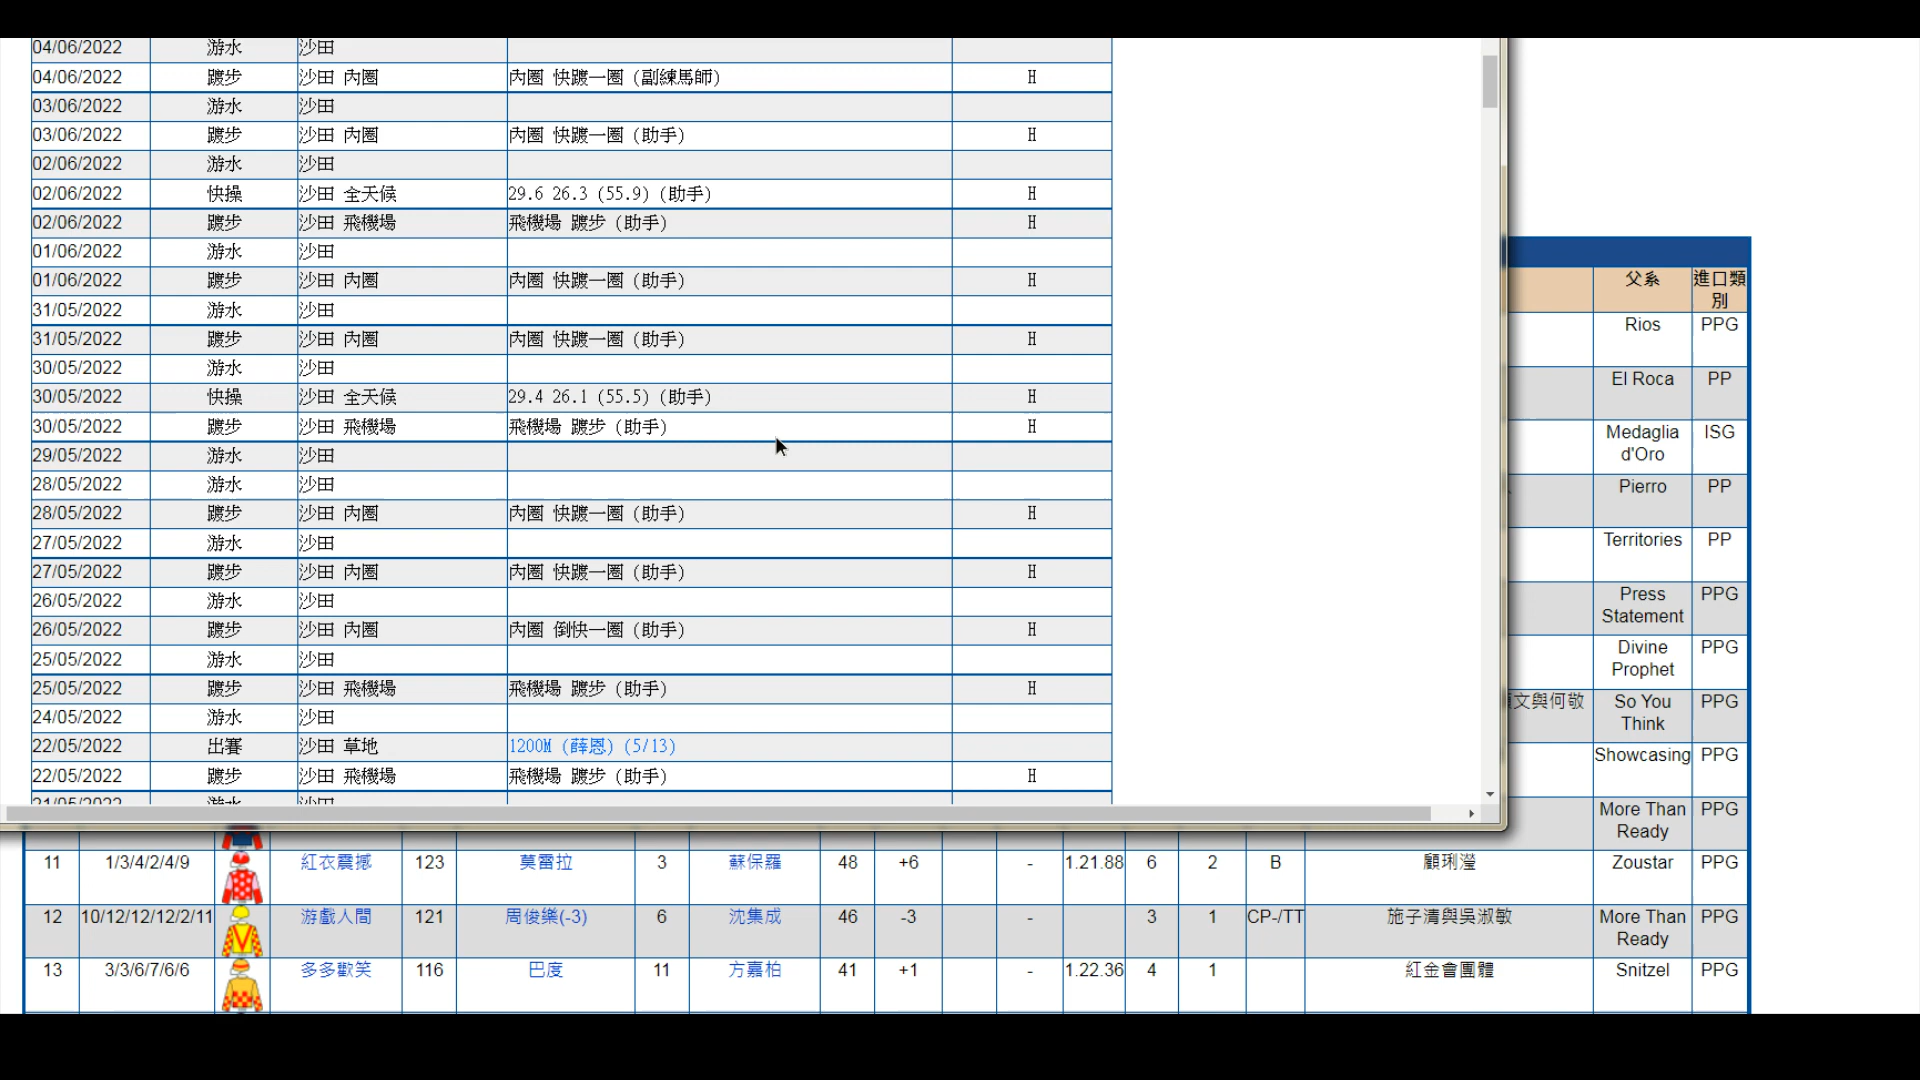 04/06/2022 游水 沙田
04/06/2022 踱步 沙田 內圈 內圈 快踱一圈 (副練馬師) H
03/06/2022 游水 沙田
03/06/2022 踱步 沙田 內圈 內圈 快踱一圈 (助手) H
02/06/2022 游水 沙田
02/06/2022 快操 沙田 全天候 29.6 26.3 (55.9) (助手) H
02/06/2022 踱步 沙田 飛機場 飛機場 踱步 (助手) H
01/06/2022 游水 沙田
01/06/2022 踱步 沙田 內圈 內圈 快踱一圈 (助手) H
31/05/2022 游水 沙田
31/05/2022 踱步 沙田 內圈 內圈 快踱一圈 (助手) H
30/05/2022 游水 沙田
30/05/2022 快操 沙田 全天候 29.4 26.1 (55.5) (助手) H
30/05/2022 踱步 沙田 飛機場 飛機場 踱步 (助手) H
29/05/2022 游水 沙田
28/05/2022 游水 沙田
28/05/2022 踱步 沙田 內圈 內圈 快踱一圈 (助手) H
27/05/2022 游水 沙田
27/05/2022 踱步 沙田 內圈 內圈 快踱一圈 (助手) H
26/05/2022 游水 沙田
26/05/2022 踱步 沙田 內圈 內圈 倒快一圈 (助手) H
25/05/2022 游水 沙田
25/05/2022 踱步 沙田 飛機場 飛機場 踱步 (助手) H
24/05/2022 游水 沙田
22/05/2022 出賽 沙田 草地 1200M (薛恩) (5/13)
22/05/2022 踱步 沙田 飛機場 飛機場 踱步 (助手) H
21/05/2022 游水 沙田
父系 進口類
別
Rios PPG
El Roca PP
Medaglia ISG
d'Oro
Pierro PP
Territories PP
Press PPG
Statement
Divine PPG
Prophet
文與何敬 So You PPG
Think
Showcasing PPG
More Than PPG
Ready
11 1/3/4/2/4/9 紅衣震撼 123 莫雷拉 3 蘇保羅 48 +6 - 1.21.88 6 2 B 顧琍瀅 Zoustar PPG
12 10/12/12/12/2/11 游戲人間 121 周俊樂(-3) 6 沈集成 46 -3 - 3 1 CP-/TT 施子清與吳淑敏 More Than PPG
Ready
13 3/3/6/7/6/6 多多歡笑 116 巴度 11 方嘉柏 41 +1 - 1.22.36 4 1 紅金會團體 Snitzel PPG